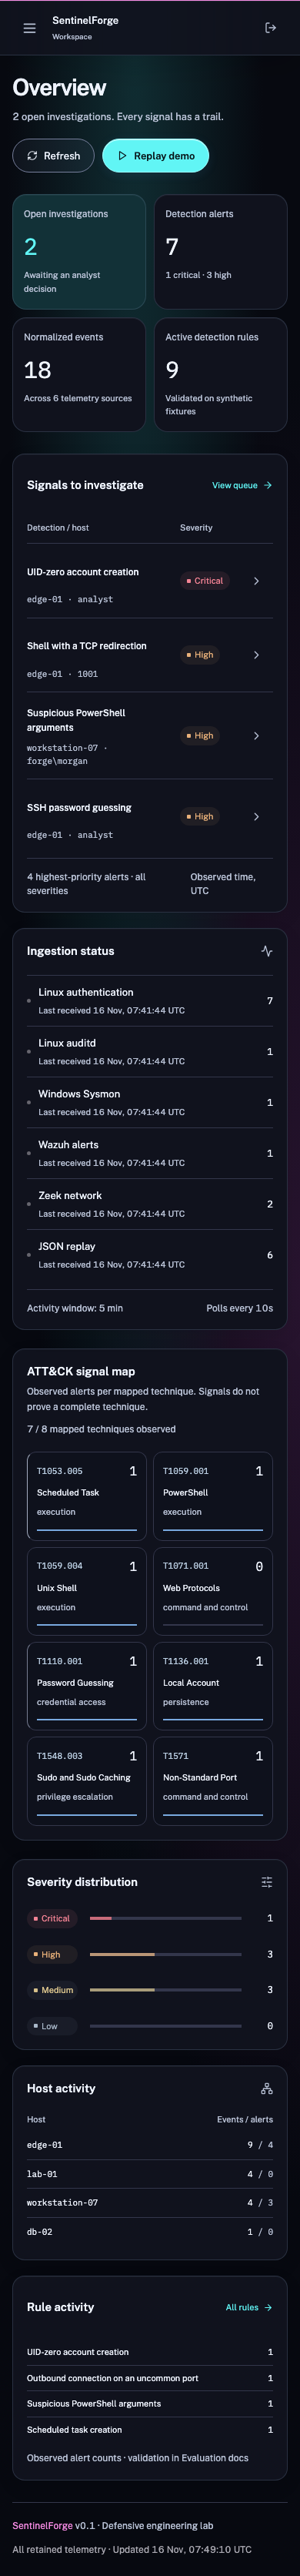 SentinelForge
Workspace
Overview
2 open investigations. Every signal has a trail.
Refresh
Replay demo
Open investigations
2
Awaiting an analyst
decision
Detection alerts
7
1 critical · 3 high
Normalized events
18
Across 6 telemetry sources
Active detection rules
9
Validated on synthetic
fixtures
Signals to investigate
View queue
Detection / host Severity
UID-zero account creation
edge-01 · analyst
Critical
Shell with a TCP redirection
edge-01 · 1001
High
Suspicious PowerShell
arguments
workstation-07 ·
forge\morgan
High
SSH password guessing
edge-01 · analyst
High
4 highest-priority alerts · all
severities
Observed time,
UTC
Ingestion status
Linux authentication
Last received 16 Nov, 07:41:44 UTC
7
Linux auditd
Last received 16 Nov, 07:41:44 UTC
1
Windows Sysmon
Last received 16 Nov, 07:41:44 UTC
1
Wazuh alerts
Last received 16 Nov, 07:41:44 UTC
1
Zeek network
Last received 16 Nov, 07:41:44 UTC
2
JSON replay
Last received 16 Nov, 07:41:44 UTC
6
Activity window: 5 min
Polls every 10s
ATT&CK signal map
Observed alerts per mapped technique. Signals do not
prove a complete technique.
7 / 8 mapped techniques observed
T1053.005 1
Scheduled Task
execution
T1059.001 1
PowerShell
execution
T1059.004 1
Unix Shell
execution
T1071.001 0
Web Protocols
command and control
T1110.001 1
Password Guessing
credential access
T1136.001 1
Local Account
persistence
T1548.003 1
Sudo and Sudo Caching
privilege escalation
T1571 1
Non-Standard Port
command and control
Severity distribution
Critical 1
High 3
Medium 3
Low 0
Host activity
Host Events / alerts
edge-01 9 / 4
lab-01 4 / 0
workstation-07 4 / 3
db-02 1 / 0
Rule activity
All rules
UID-zero account creation 1
Outbound connection on an uncommon port 1
Suspicious PowerShell arguments 1
Scheduled task creation 1
Observed alert counts · validation in Evaluation docs
SentinelForge v0.1 · Defensive engineering lab
All retained telemetry · Updated 16 Nov, 07:49:10 UTC